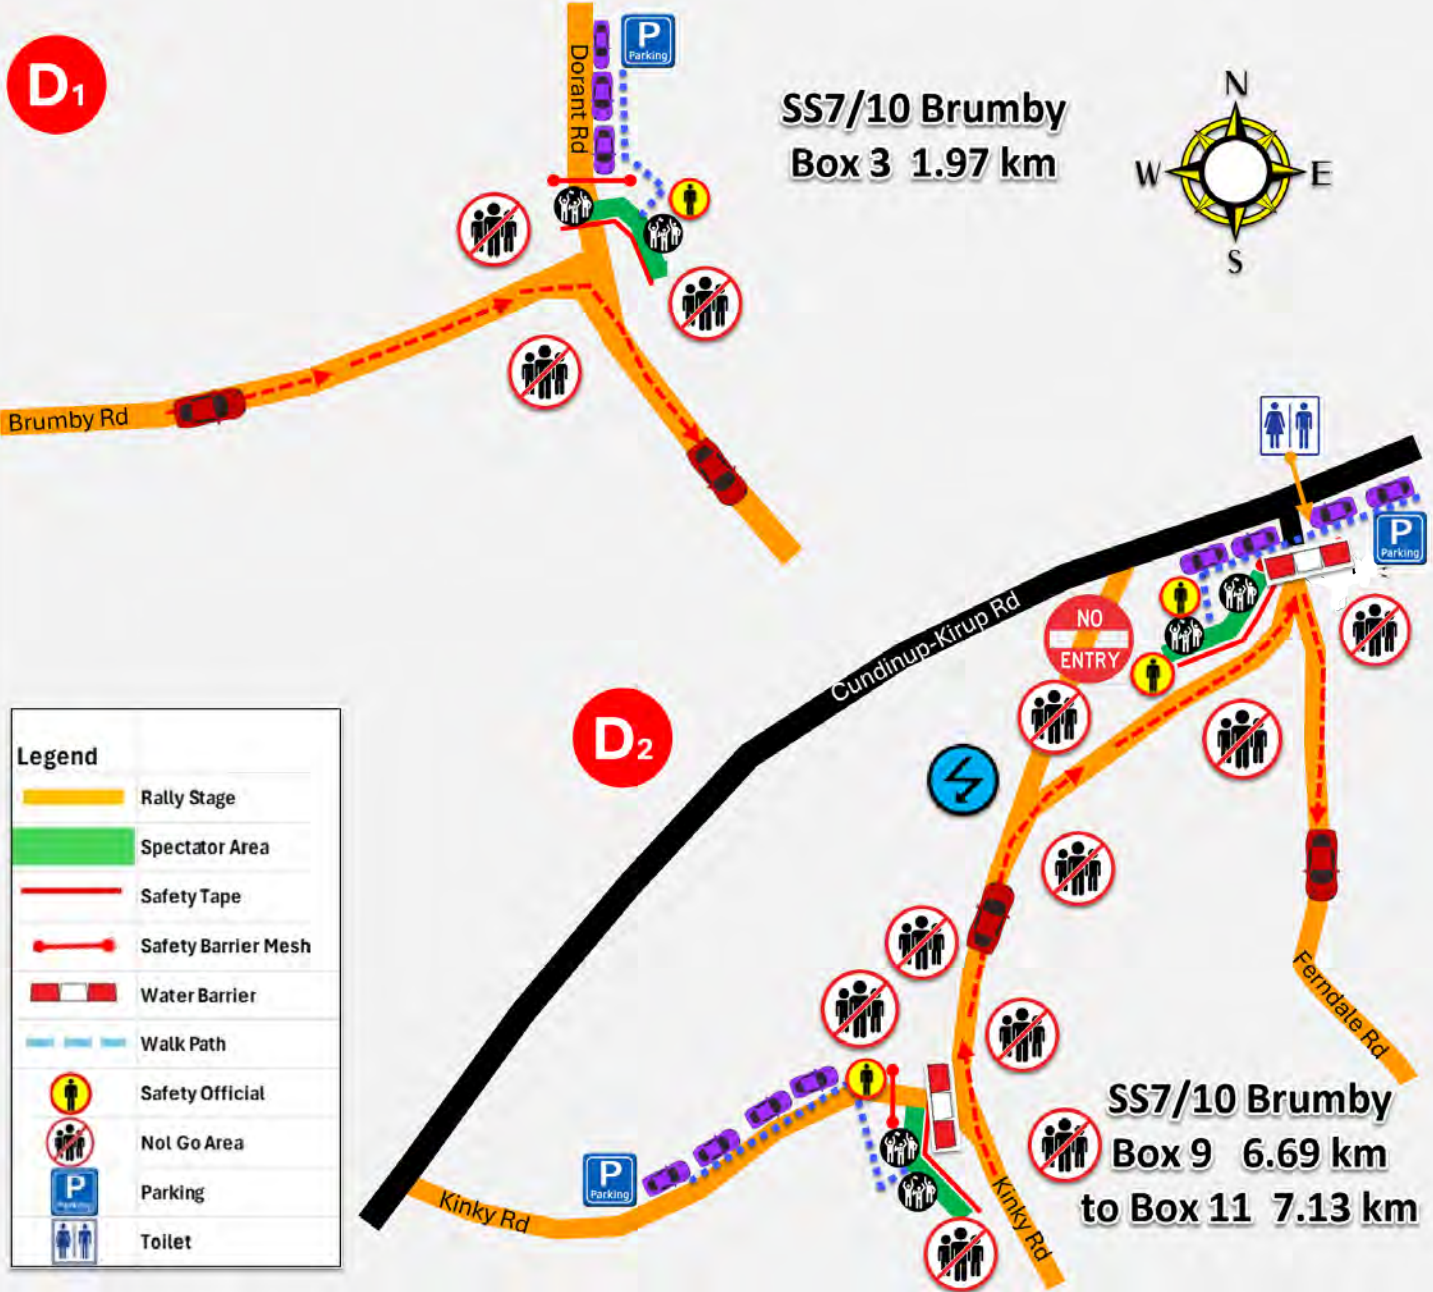 D1
P
Parking
Dorant Rd
SS7/10 Brumby
Box 3 1.97 km
N
W
E
S
Brumby Rd
P
Parking
Cundinup-Kirup Rd
NO
ENTRY
D2
Legend
Rally Stage
Spectator Area
Safety Tape
Safety Barrier Mesh
Water Barrier
Walk Path
Safety Official
Not Go Area
P
Parking
Parking
Toilet
Ferndale Rd
SS7/10 Brumby
Box 9 6.69 km
to Box 11 7.13 km
P
Parking
Kinky Rd
Kinky Rd